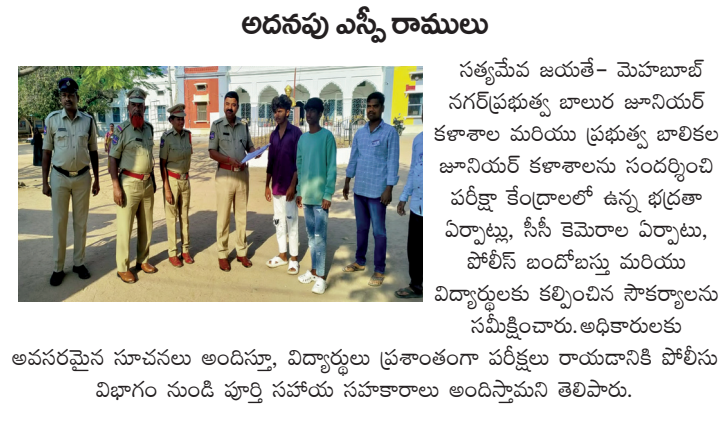 అదనపు ఎస్పీ రాములు
సత్యమేవ జయతే- మెహబూబ్
నగర్‌ప్రభుత్వ బాలుర జూనియర్
కళాశాల మరియు ప్రభుత్వ బాలికల
జూనియర్ కళాశాలను సందర్శించి
పరీక్షా కేంద్రాలలో ఉన్న భద్రతా
ఏర్పాట్లు, సీసీ కెమెరాల ఏర్పాటు,
పోలీస్ బందోబస్తు మరియు
విద్యార్థులకు కల్పించిన సౌకర్యాలను
సమీక్షించారు.అధికారులకు
అవసరమైన సూచనలు అందిస్తూ, విద్యార్థులు ప్రశాంతంగా పరీక్షలు రాయడానికి పోలీసు
విభాగం నుండి పూర్తి సహాయ సహకారాలు అందిస్తామని తెలిపారు.